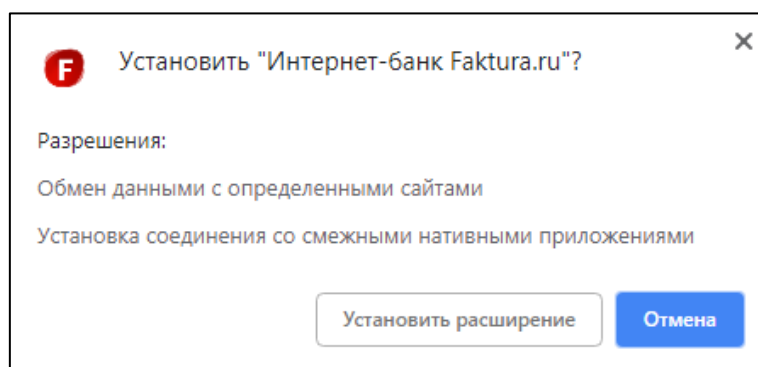 F
Установить "Интернет-банк Faktura.ru"?
Разрешения:
Обмен данными с определенными сайтами
Установка соединения со смежными нативными приложениями
Установить расширение
Отмена